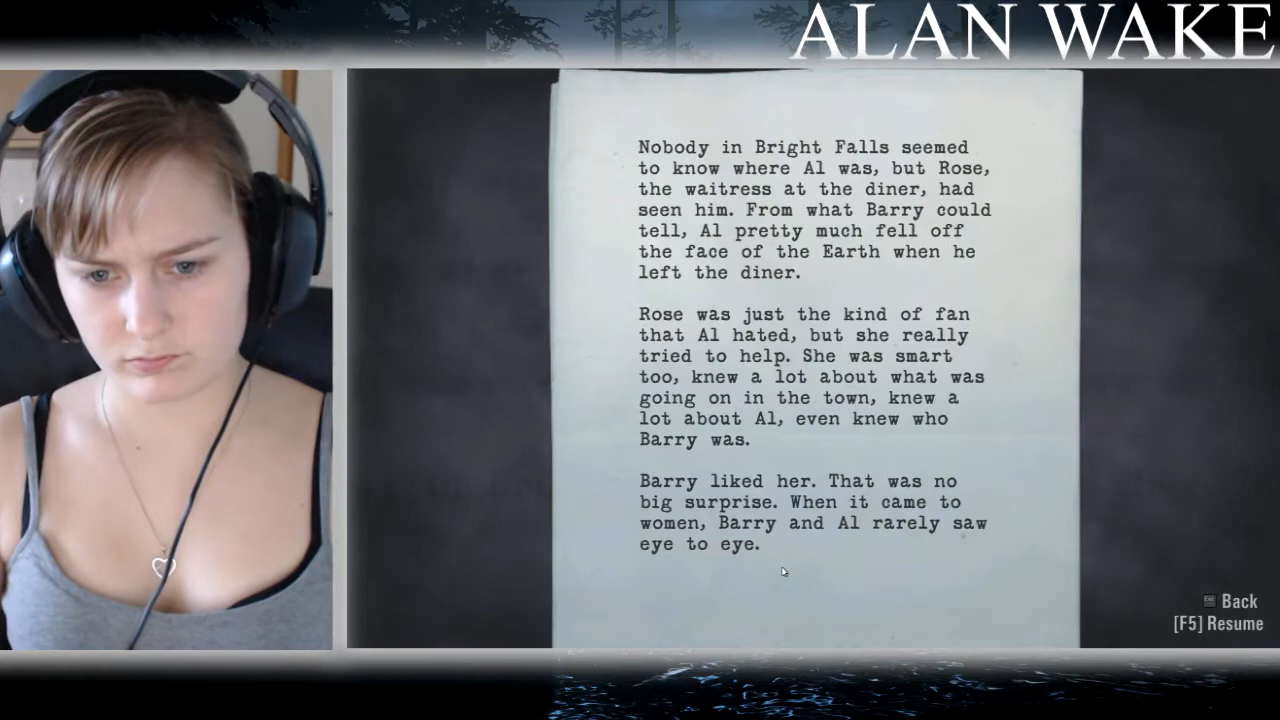 ALAN WAKE
Nobody in Bright Falls seemed
to know where Al was, but Rose,
the waitress at the diner, had
seen him. From what Barry could
tell, Al pretty much fell off
the face of the Earth when he
left the diner.
Rose was just the kind of fan
that Al hated, but she really
tried to help. She was smart
too, knew a lot about what was
going on in the town, knew a
lot about Al, even knew who
Barry was.
Barry liked her. That was no
big surprise. When it came to
women, Barry and Al rarely saw
eye to eye.
Esc Back
[F5] Resume